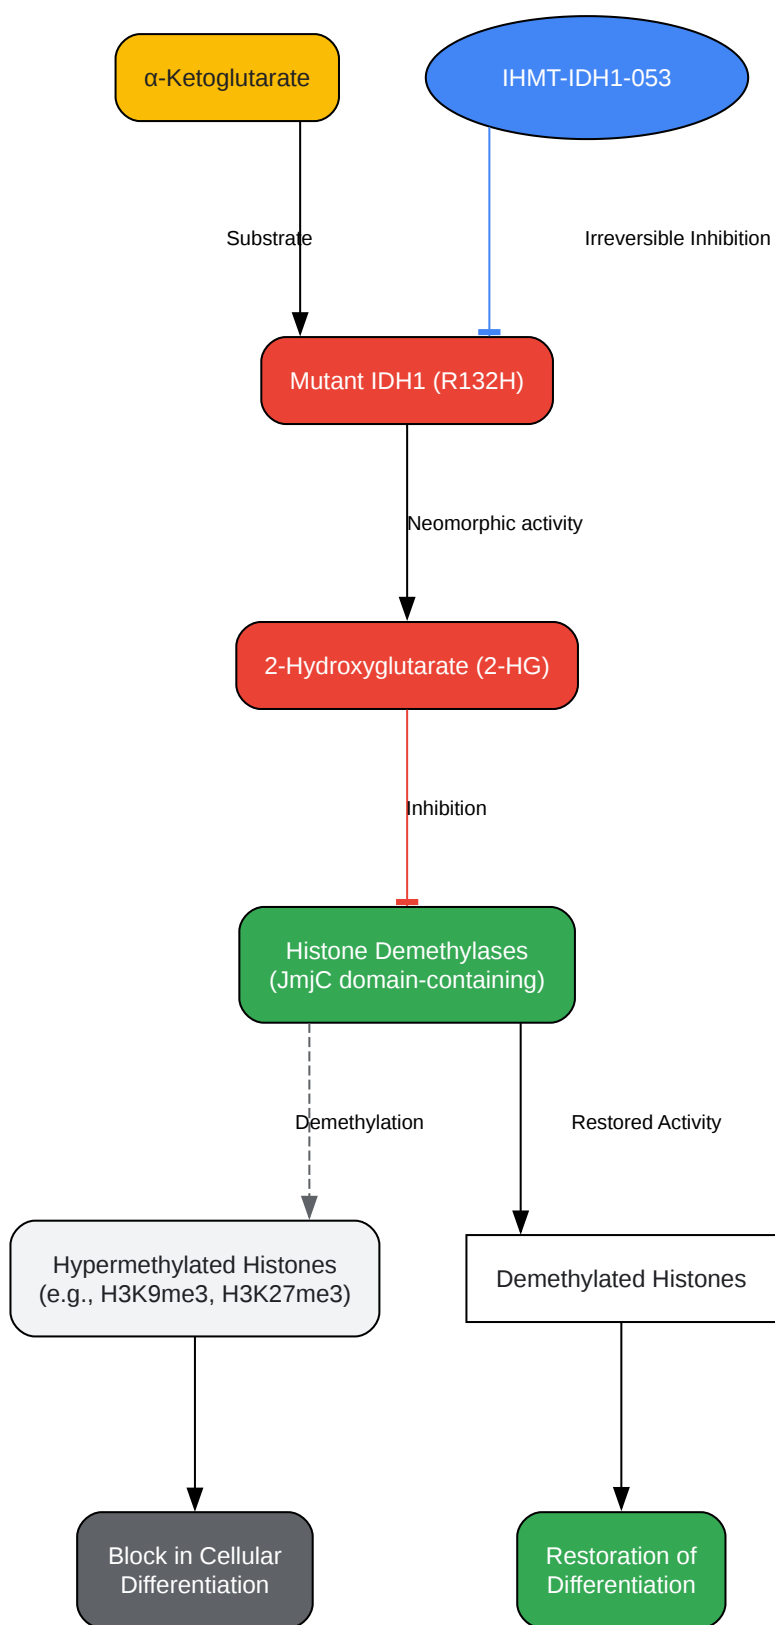 α-Ketoglutarate
IHMT-IDH1-053
Substrate
Irreversible Inhibition
Mutant IDH1 (R132H)
Neomorphic activity
2-Hydroxyglutarate (2-HG)
Inhibition
Histone Demethylases
(JmjC domain-containing)
Demethylation
Restored Activity
Hypermethylated Histones
(e.g., H3K9me3, H3K27me3)
Demethylated Histones
Block in Cellular
Differentiation
Restoration of
Differentiation